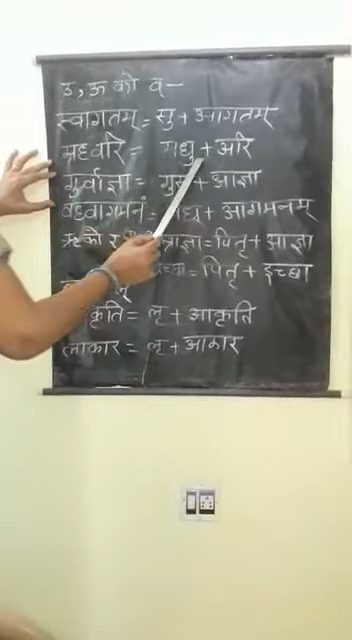 उ, ऊ को व् —
स्वागतम् = सु + आगतम्
मध्वरि = मधु + अरि
गुर्वाज्ञा = गुरु + आज्ञा
वध्वागमनं = वधू + आगमनम्
ऋ को = पितृ + आज्ञा
= पितृ + इच्छा
= लृ + आकृति
लाकार = लृ + आकार